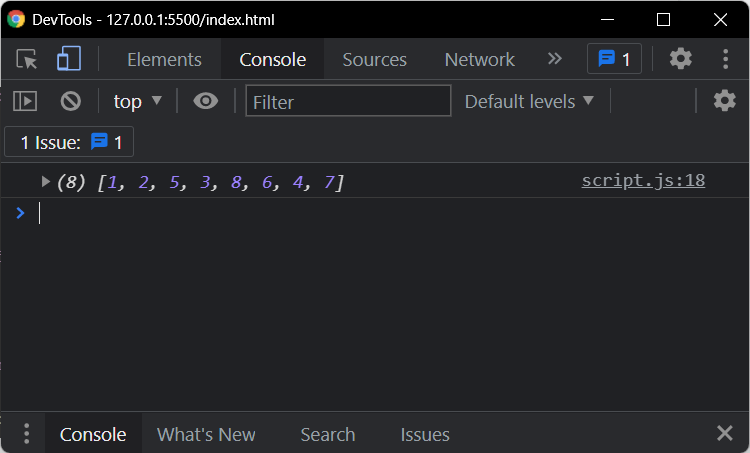 DevTools - 127.0.0.1:5500/index.html
Elements Console Sources Network 1
top Filter Default levels
1 Issue: 1
(8) [1, 2, 5, 3, 8, 6, 4, 7] script.js:18
Console What's New Search Issues